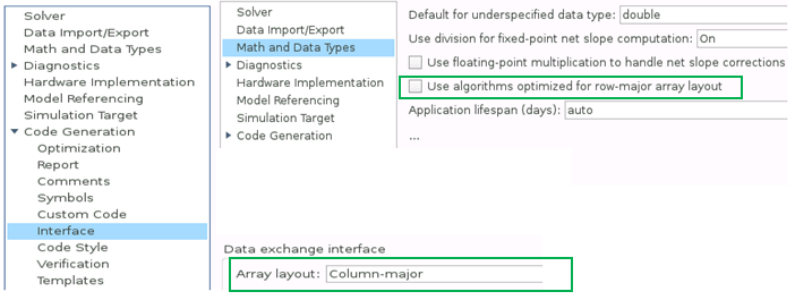 Solver
Data Import/Export
Math and Data Types
Diagnostics
Hardware Implementation
Model Referencing
Simulation Target
Code Generation
Optimization
Report
Comments
Symbols
Custom Code
Interface
Code Style
Verification
Templates
Solver
Data Import/Export
Math and Data Types
Diagnostics
Hardware Implementation
Model Referencing
Simulation Target
Code Generation
Default for underspecified data type: double
Use division for fixed-point net slope computation: On
Use floating-point multiplication to handle net slope corrections
Use algorithms optimized for row-major array layout
Application lifespan (days): auto
...
Data exchange interface
Array layout: Column-major